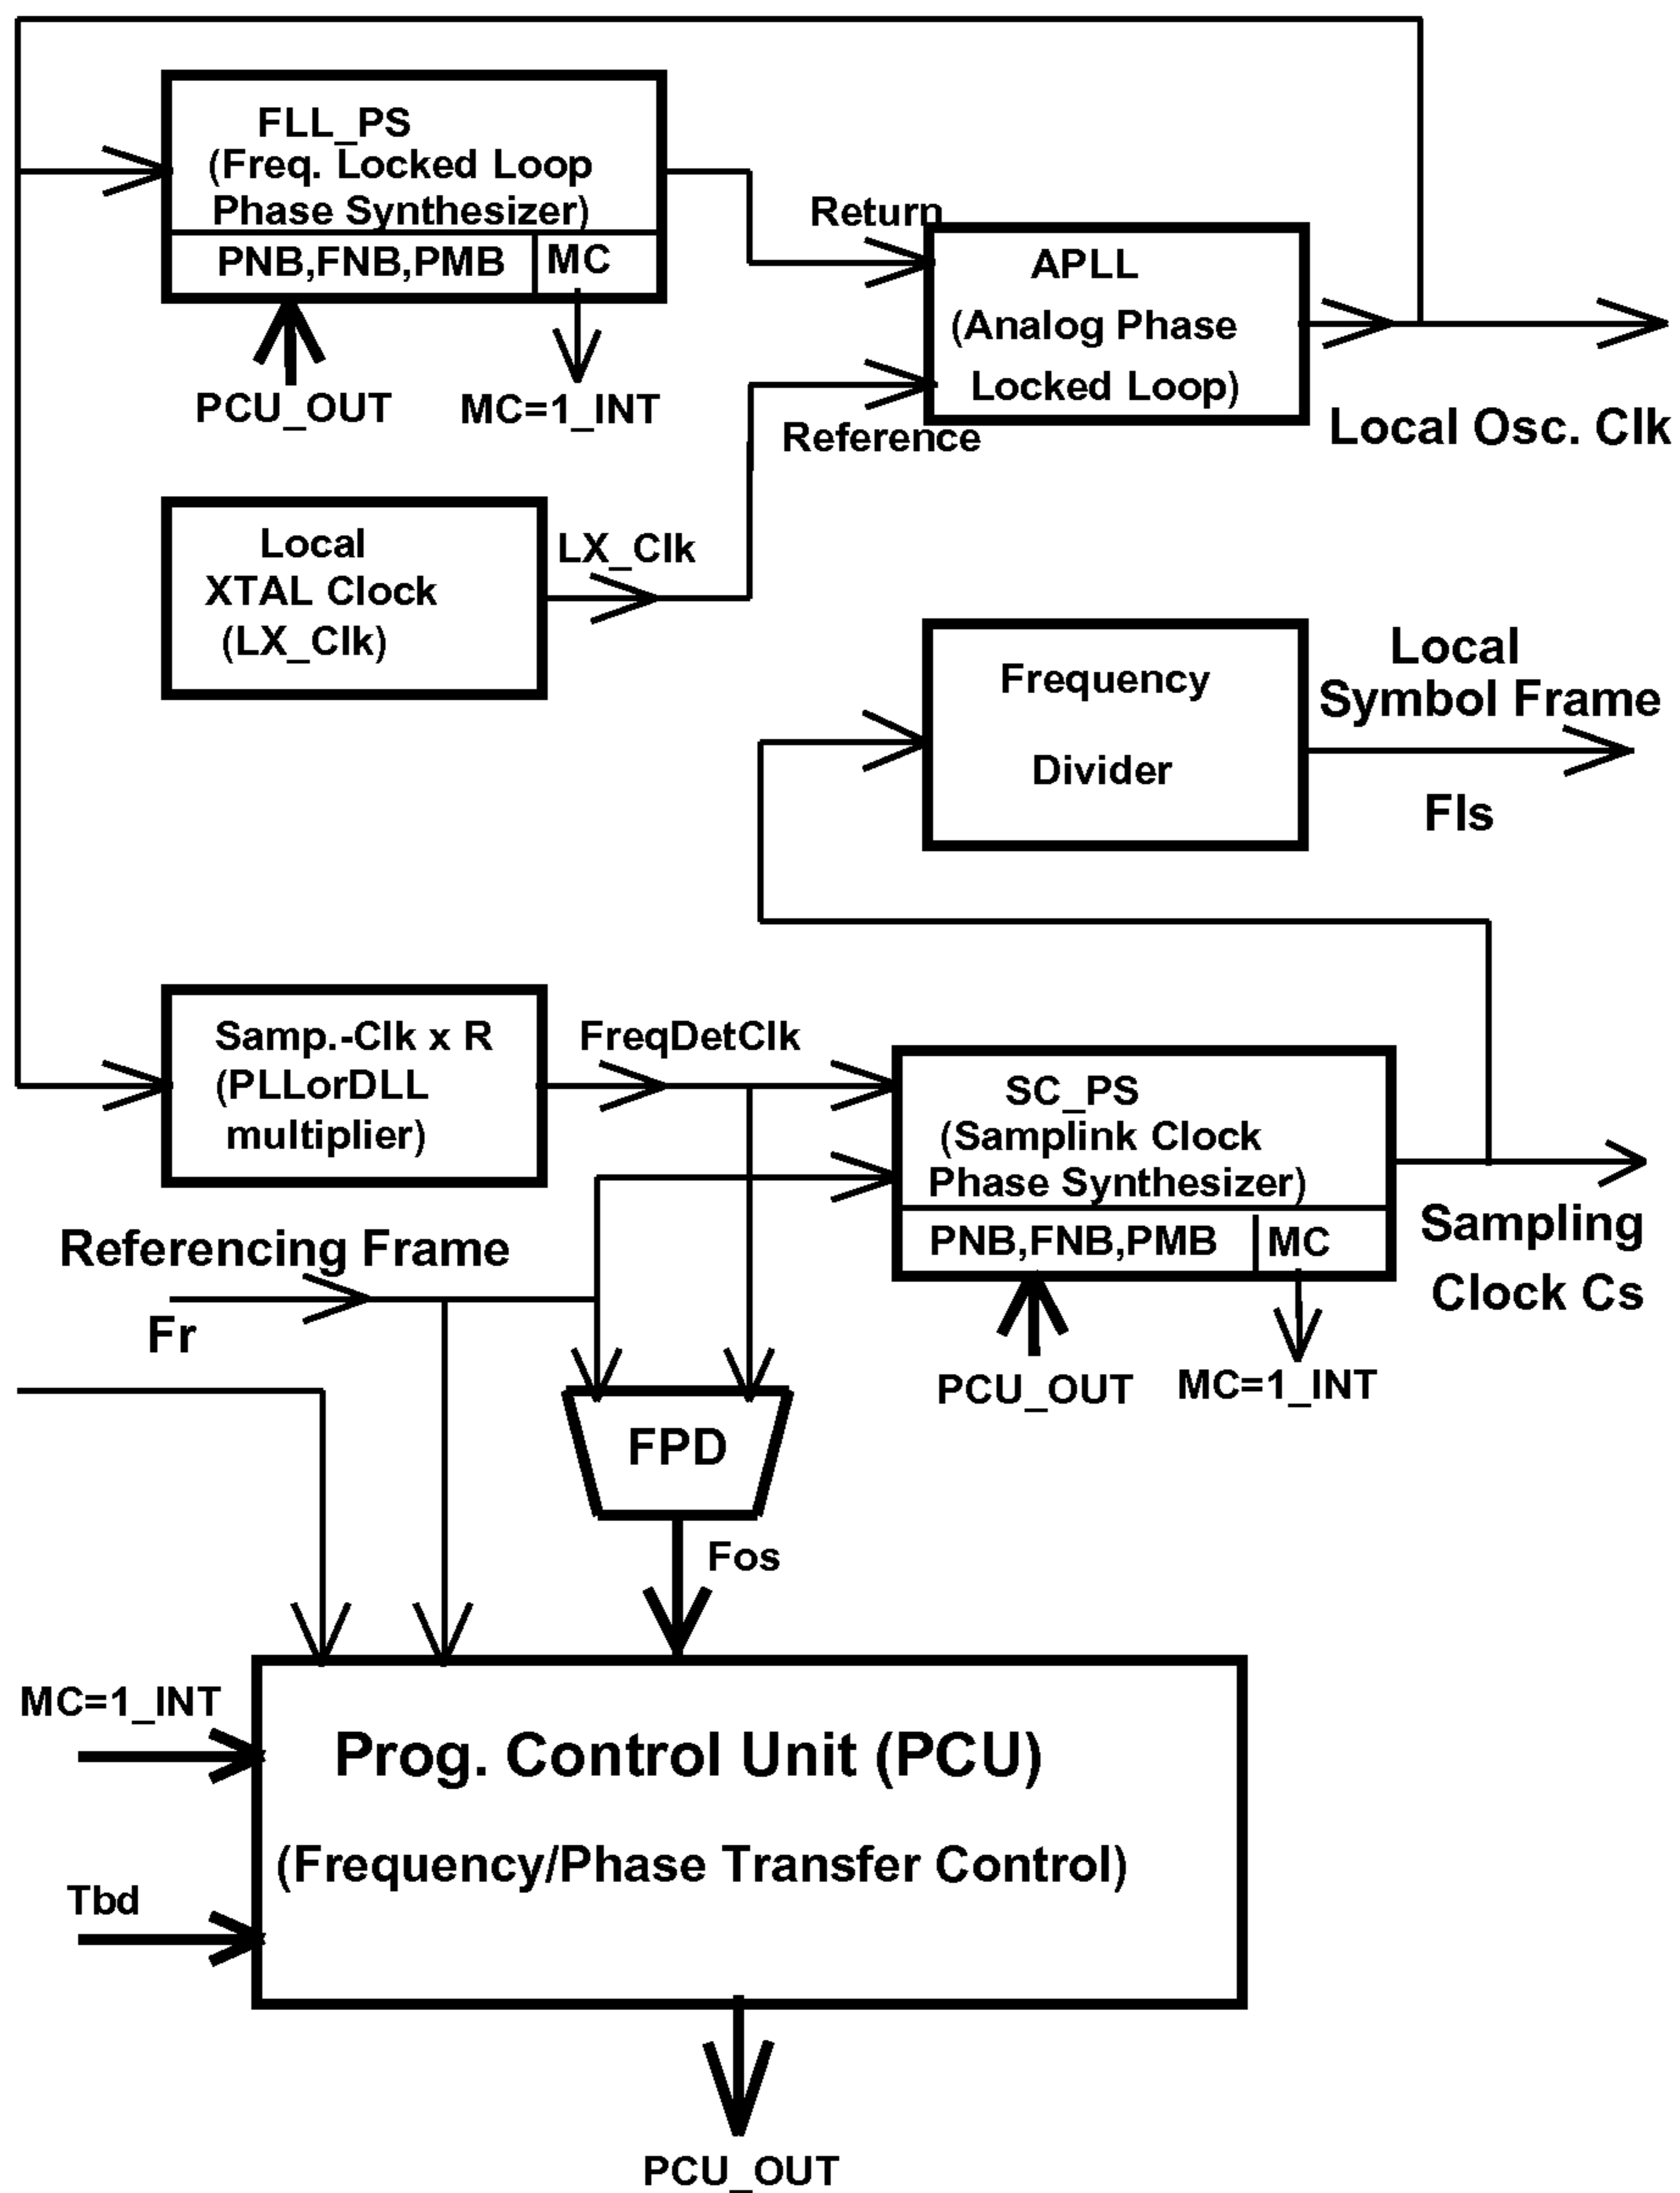 FLL_PS
(Freq. Locked Loop
Phase Synthesizer)
PNB,FNB,PMB
MC
PCU_OUT
MC=1_INT
Return
Reference
APLL
(Analog Phase
Locked Loop)
Local Osc. Clk
Local
XTAL Clock
(LX_Clk)
LX_Clk
Frequency
Divider
Local
Symbol Frame
Fls
Samp.-Clk x R
(PLLorDLL
multiplier)
FreqDetClk
SC_PS
(Samplink Clock
Phase Synthesizer)
PNB,FNB,PMB
MC
PCU_OUT
MC=1_INT
Sampling
Clock Cs
Referencing Frame
Fr
FPD
Fos
MC=1_INT
Tbd
Prog. Control Unit (PCU)
(Frequency/Phase Transfer Control)
PCU_OUT